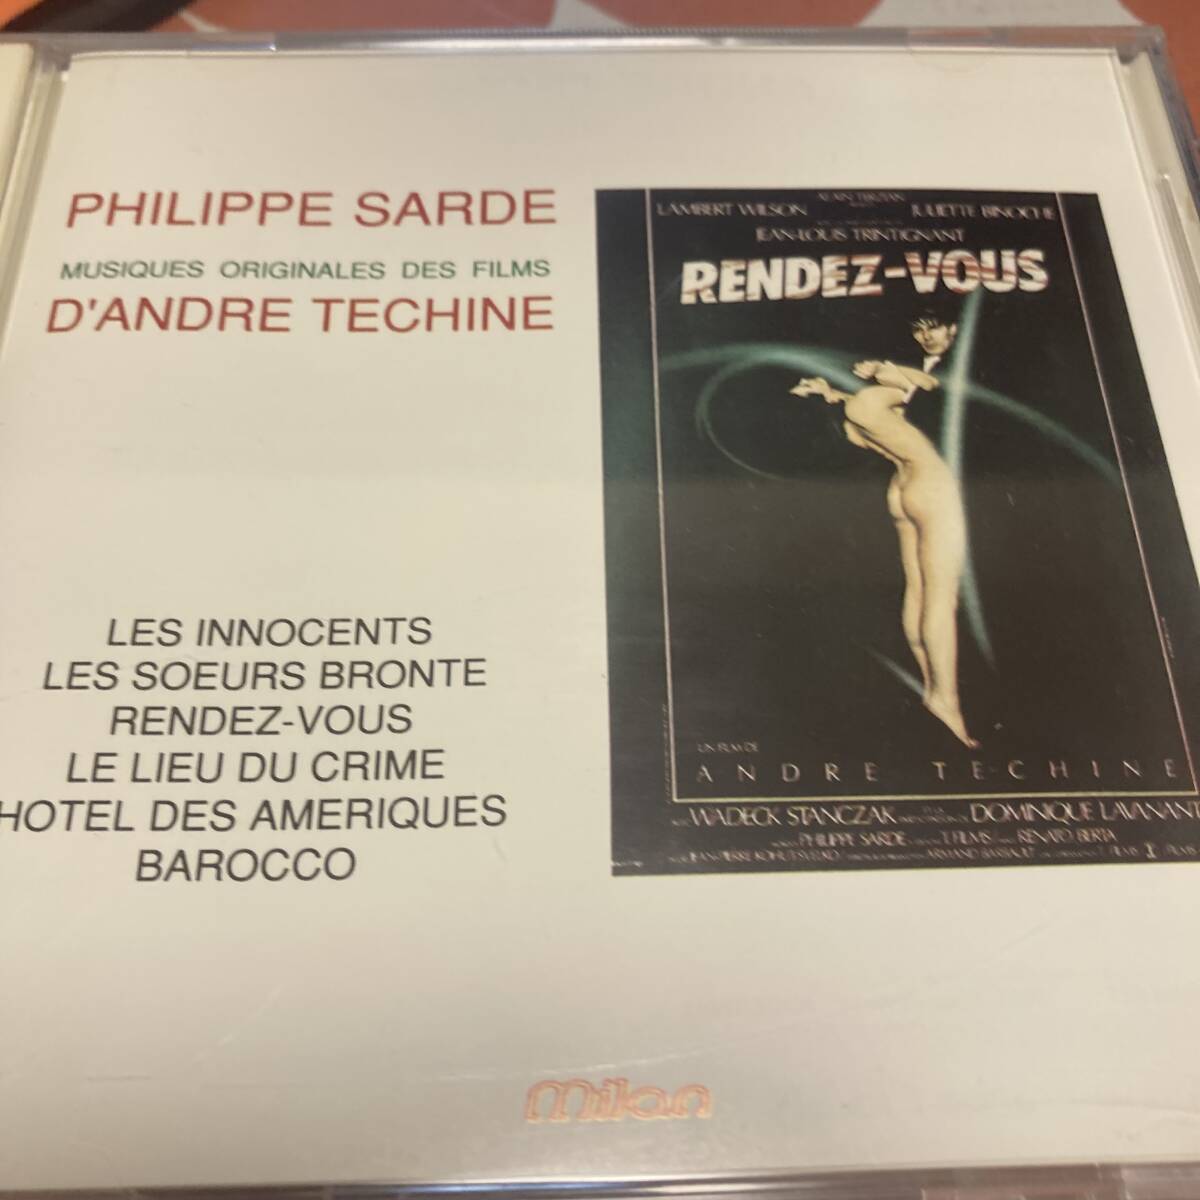 PHILIPPE SARDE
MUSIQUES ORIGINALES DES FILMS
D'ANDRE TECHINE
LES INNOCENTS
LES SOEURS BRONTE
RENDEZ-VOUS
LE LIEU DU CRIME
HOTEL DES AMERIQUES
BAROCCO
LAMBERT WILSON JULIETTE BINOCHE
JEAN-LOUIS TRINTIGNANT
RENDEZ-VOUS
UN FILM DE
ANDRE TECHINE
WADECK STANCZAK DOMINIQUE LAVANANT
PHILIPPE SARDE T. FILMS RENATO BERTA
milan